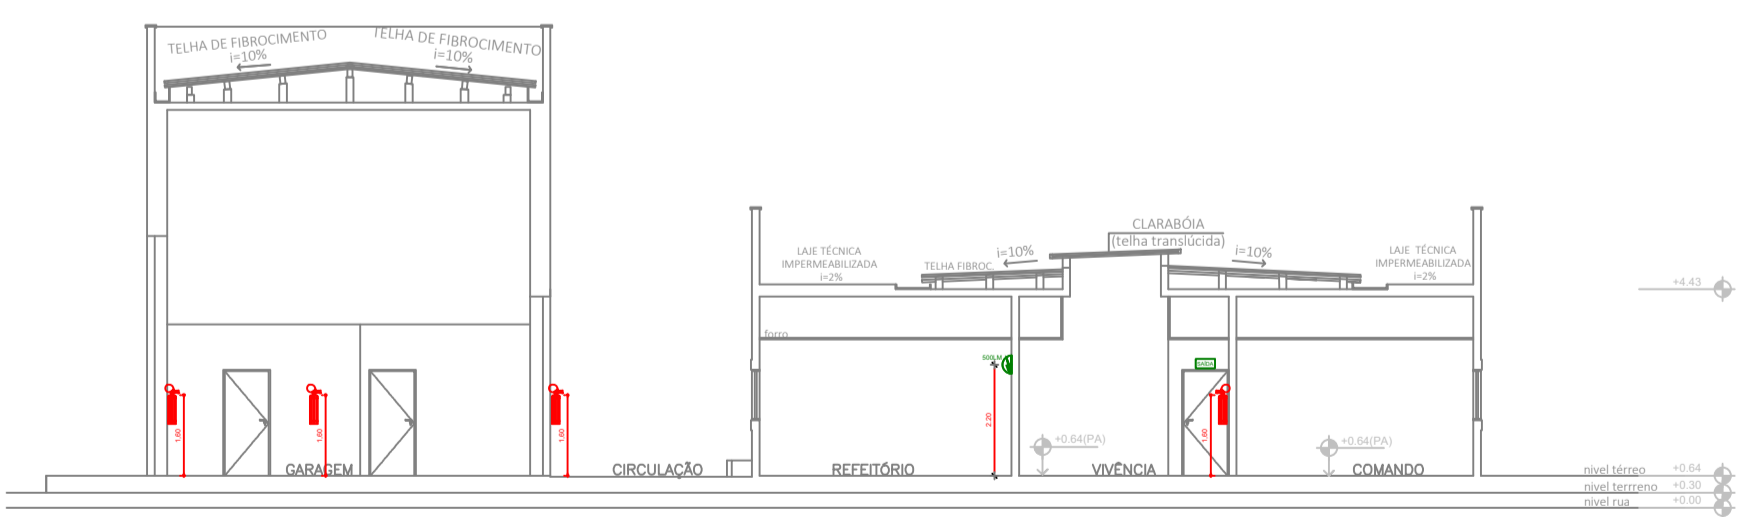 TELHA DE FIBROCIMENTO
i=10%
TELHA DE FIBROCIMENTO
i=10%
CLARABÓIA
(telha translúcida)
LAJE TÉCNICA
IMPERMEABILIZADA
i=2%
TELHA FIBROC.
i=10%
i=10%
LAJE TÉCNICA
IMPERMEABILIZADA
i=2%
+4.43
forro
500LM
SAÍDA
1.60
1.60
1.60
2.20
1.60
+0.64(PA)
+0.64(PA)
GARAGEM
CIRCULAÇÃO
REFEITÓRIO
VIVÊNCIA
COMANDO
nivel térreo +0.64
nivel terrreno +0.30
nivel rua +0.00